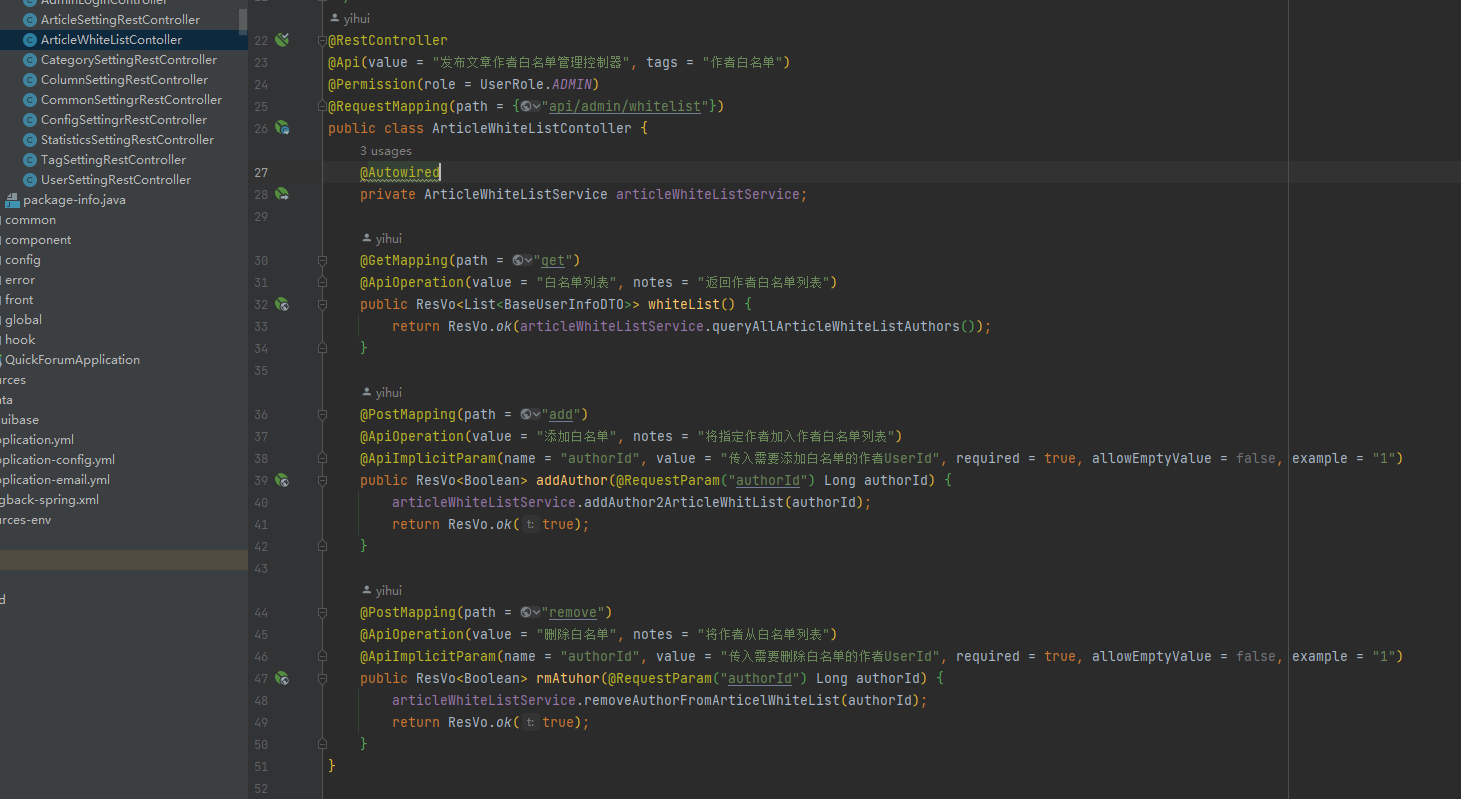 AdminLoginController
ArticleSettingRestController
ArticleWhiteListContoller
CategorySettingRestController
ColumnSettingRestController
CommonSettingrRestController
ConfigSettingrRestController
StatisticsSettingRestController
TagSettingRestController
UserSettingRestController
package-info.java
common
component
config
error
front
global
hook
QuickForumApplication
urces
ata
quibase
pplication.yml
pplication-config.yml
pplication-email.yml
gback-spring.xml
urces-env
d
yihui
22 @RestController
23 @Api(value = "发布文章作者白名单管理控制器", tags = "作者白名单")
24 @Permission(role = UserRole.ADMIN)
25 @RequestMapping(path = {"api/admin/whitelist"})
26 public class ArticleWhiteListContoller {
3 usages
27 @Autowired
28 private ArticleWhiteListService articleWhiteListService;
29
yihui
30 @GetMapping(path = "get")
31 @ApiOperation(value = "白名单列表", notes = "返回作者白名单列表")
32 public ResVo<List<BaseUserInfoDTO>> whiteList() {
33 return ResVo.ok(articleWhiteListService.queryAllArticleWhiteListAuthors());
34 }
35
yihui
36 @PostMapping(path = "add")
37 @ApiOperation(value = "添加白名单", notes = "将指定作者加入作者白名单列表")
38 @ApiImplicitParam(name = "authorId", value = "传入需要添加白名单的作者UserId", required = true, allowEmptyValue = false, example = "1")
39 public ResVo<Boolean> addAuthor(@RequestParam("authorId") Long authorId) {
40 articleWhiteListService.addAuthor2ArticleWhitList(authorId);
41 return ResVo.ok( t: true);
42 }
43
yihui
44 @PostMapping(path = "remove")
45 @ApiOperation(value = "删除白名单", notes = "将作者从白名单列表")
46 @ApiImplicitParam(name = "authorId", value = "传入需要删除白名单的作者UserId", required = true, allowEmptyValue = false, example = "1")
47 public ResVo<Boolean> rmAtuhor(@RequestParam("authorId") Long authorId) {
48 articleWhiteListService.removeAuthorFromArticelWhiteList(authorId);
49 return ResVo.ok( t: true);
50 }
51 }
52